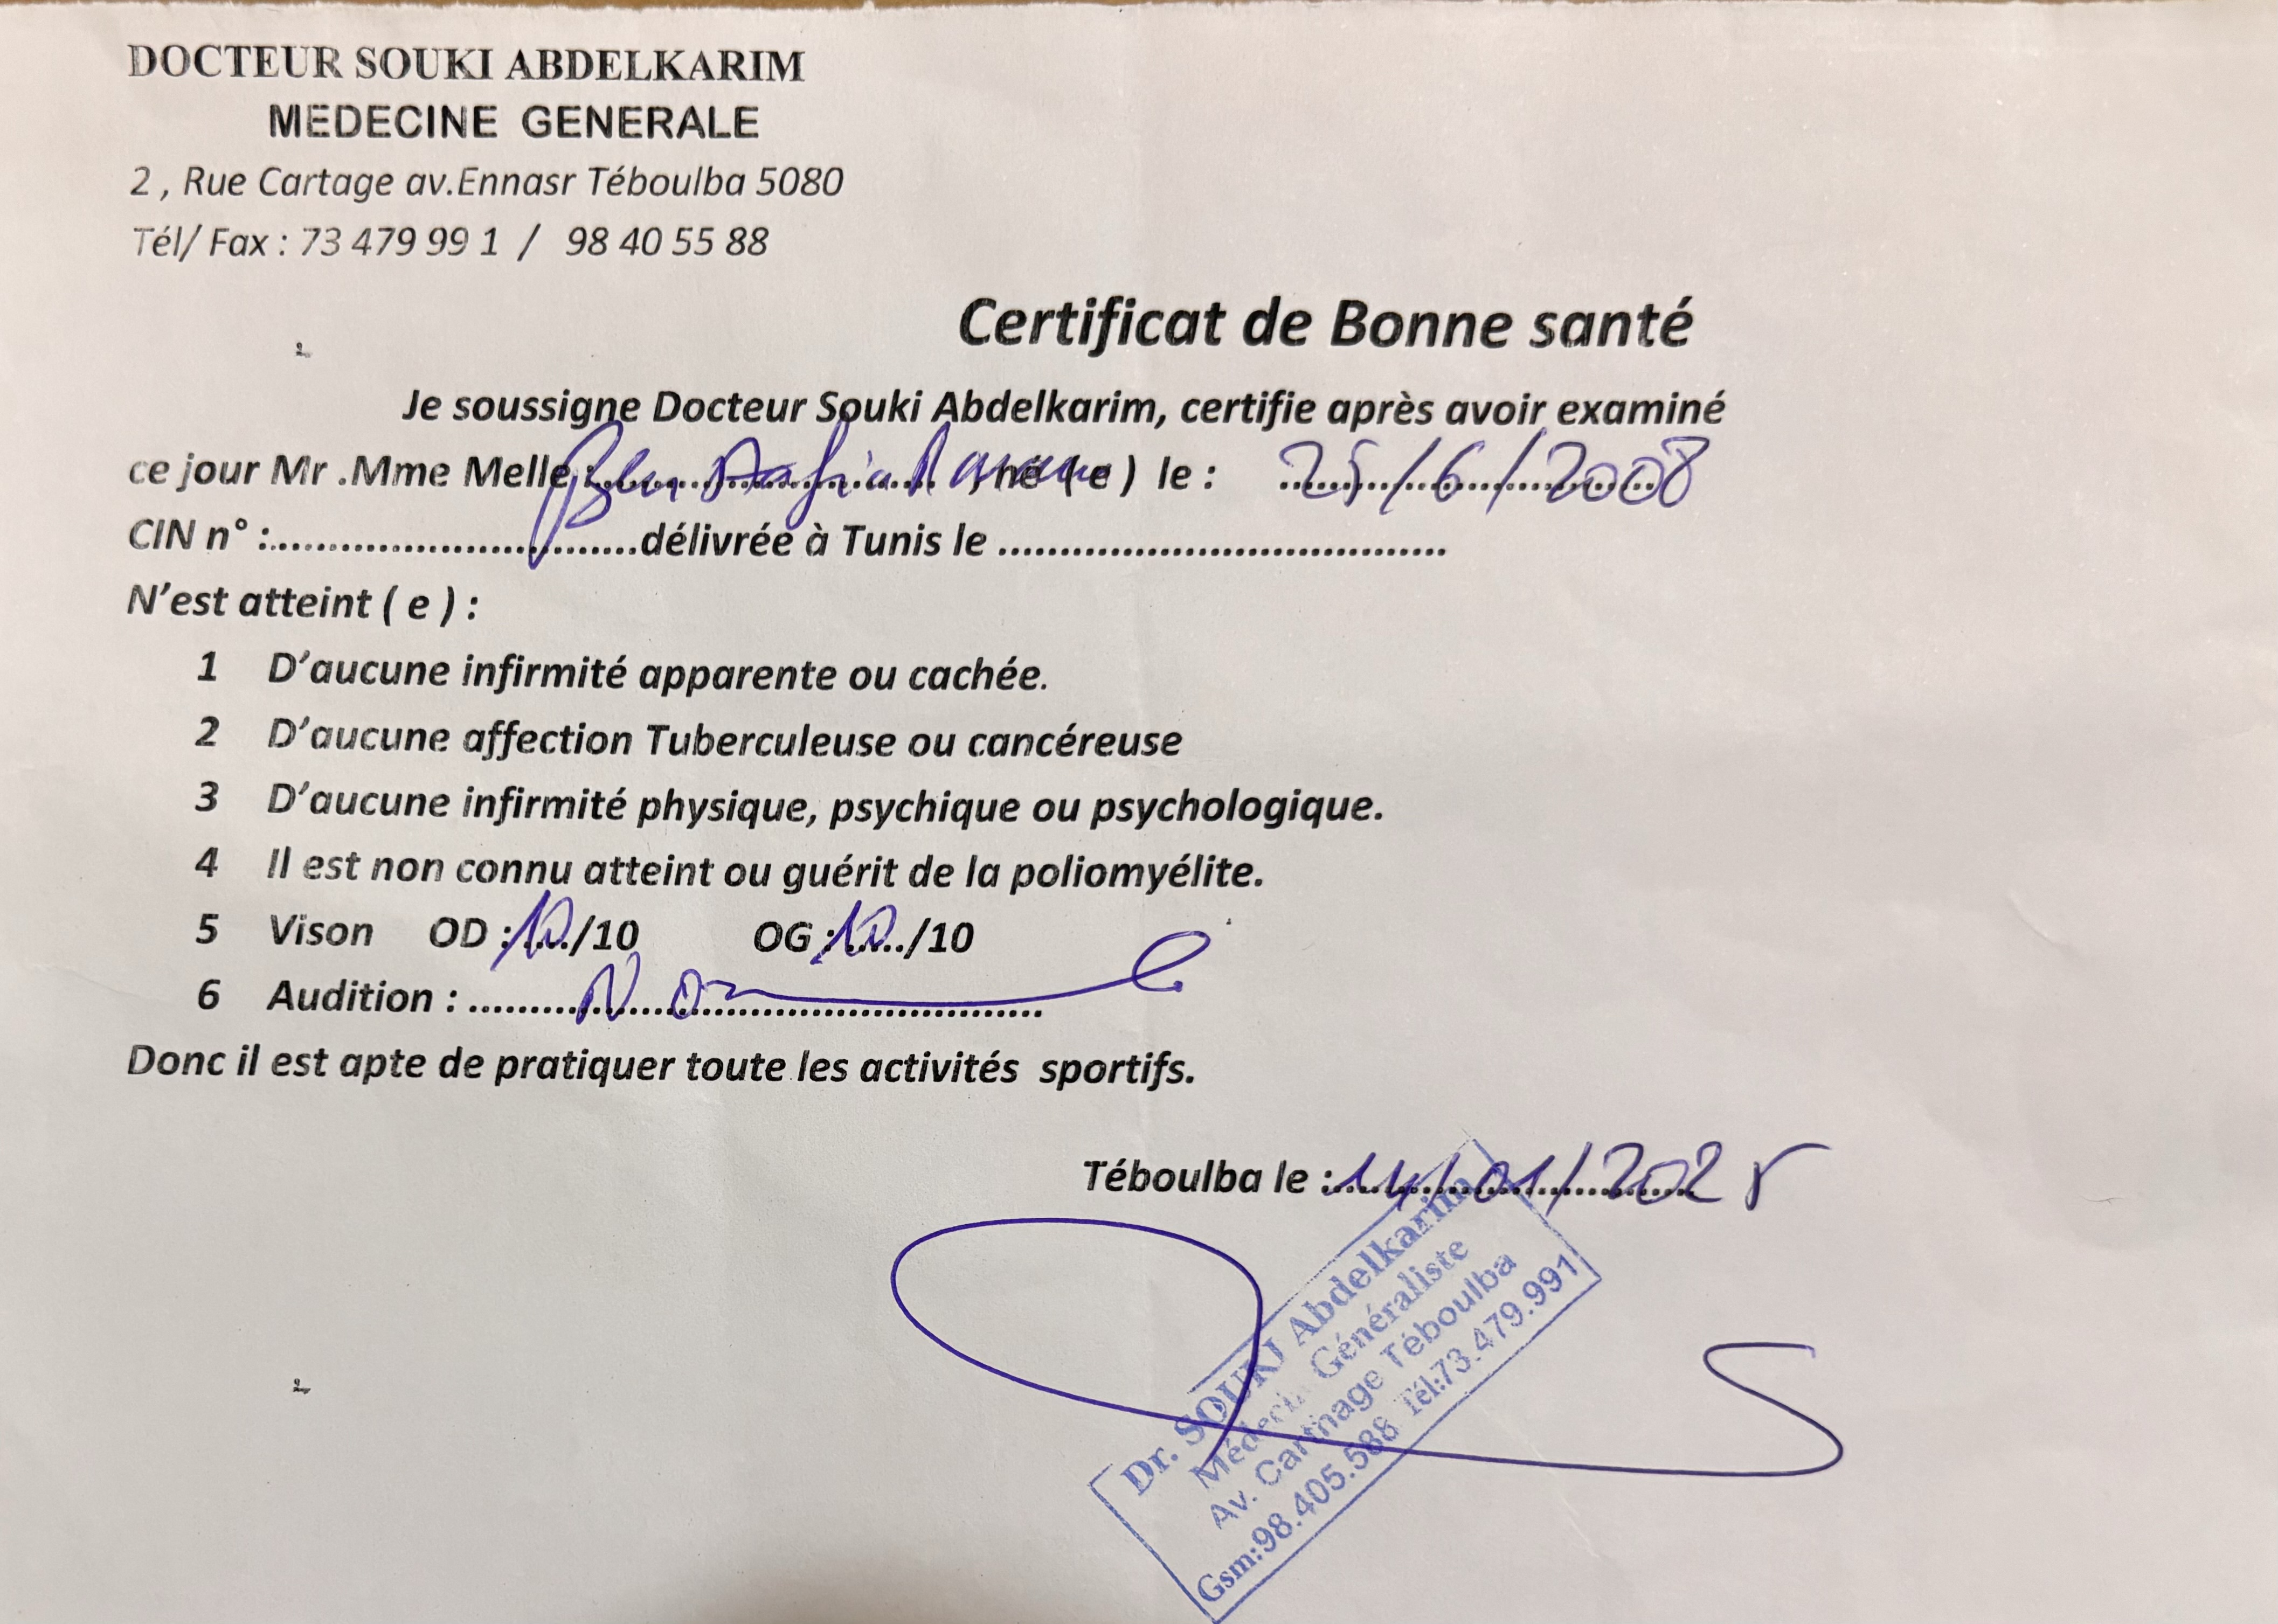 DOCTEUR SOUKI ABDELKARIM
MEDECINE GENERALE
2 , Rue Cartage av.Ennasr Téboulba 5080
Tél/ Fax : 73 479 99 1 / 98 40 55 88
Certificat de Bonne santé
Je soussigne Docteur Souki Abdelkarim, certifie après avoir examiné
ce jour Mr .Mme Melle : Ben , né (e ) le : 25/6/2008
CIN n° :..............................délivrée à Tunis le ....................................
N'est atteint ( e ) :
1 D'aucune infirmité apparente ou cachée.
2 D'aucune affection Tuberculeuse ou cancéreuse
3 D'aucune infirmité physique, psychique ou psychologique.
4 Il est non connu atteint ou guérit de la poliomyélite.
5 Vison OD :10/10 OG :10/10
6 Audition :
Donc il est apte de pratiquer toute les activités sportifs.
Téboulba le : 14/01/2025
Dr. SOUKI Abdelkarim
Médecin Généraliste
Av. Carthage Téboulba
Gsm:98.405.588 Tél:73.479.991